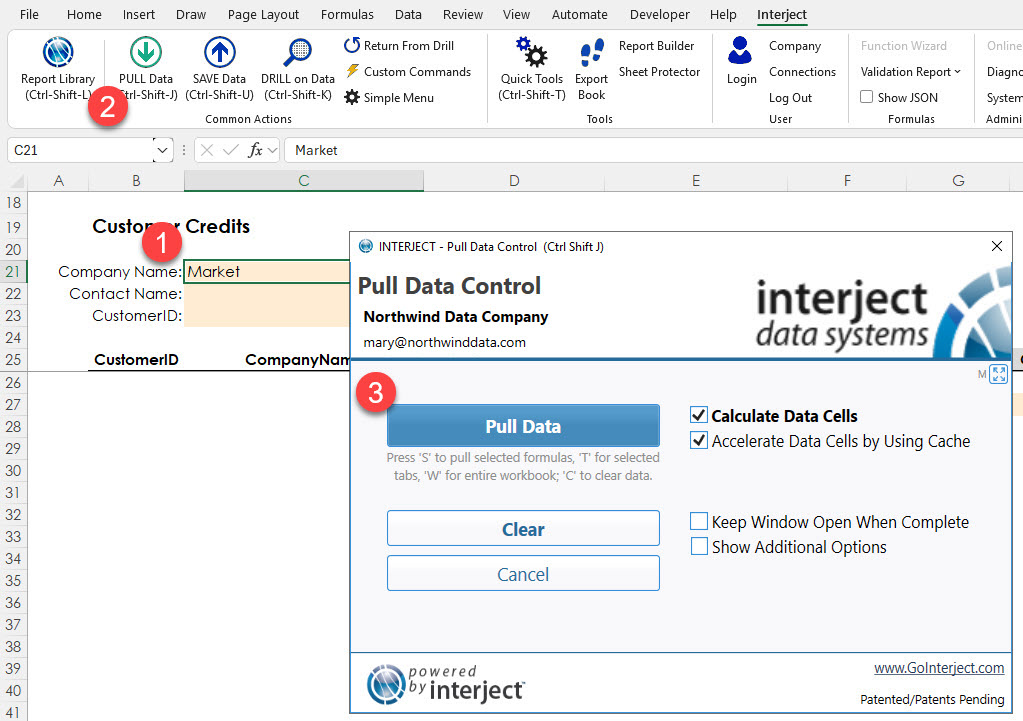 File Home Insert Draw Page Layout Formulas Data Review View Automate Developer Help Interject
Report Library PULL Data SAVE Data DRILL on Data Return From Drill Custom Commands Simple Menu
(Ctrl-Shift-L) (Ctrl-Shift-J) (Ctrl-Shift-U) (Ctrl-Shift-K)
Common Actions
Quick Tools Export Report Builder
(Ctrl-Shift-T) Book Sheet Protector
Tools
Login Company
Connections
Log Out
User
Function Wizard
Validation Report
Show JSON
Formulas
Online
Diagno
System
Admini
2
C21 fx Market
A B C D E F G
18
19 Customer Credits
20
1
21 Company Name: Market
22 Contact Name:
23 CustomerID:
24
25 CustomerID CompanyNam
26
27
28
29
30
31
32
33
34
35
36
37
38
39
40
41
INTERJECT - Pull Data Control (Ctrl Shift J)
Pull Data Control
Northwind Data Company
mary@northwinddata.com
interject
data systems
M
3
Pull Data
Press 'S' to pull selected formulas, 'T' for selected
tabs, 'W' for entire workbook; 'C' to clear data.
Clear
Cancel
Calculate Data Cells
Accelerate Data Cells by Using Cache
Keep Window Open When Complete
Show Additional Options
powered
by interject™
www.GoInterject.com
Patented/Patents Pending